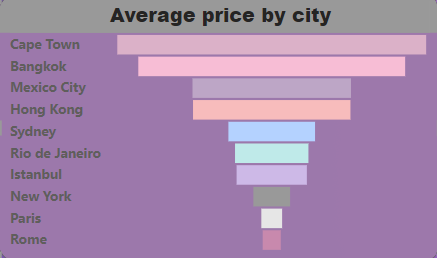 Average price by city
Cape Town
Bangkok
Mexico City
Hong Kong
Sydney
Rio de Janeiro
Istanbul
New York
Paris
Rome